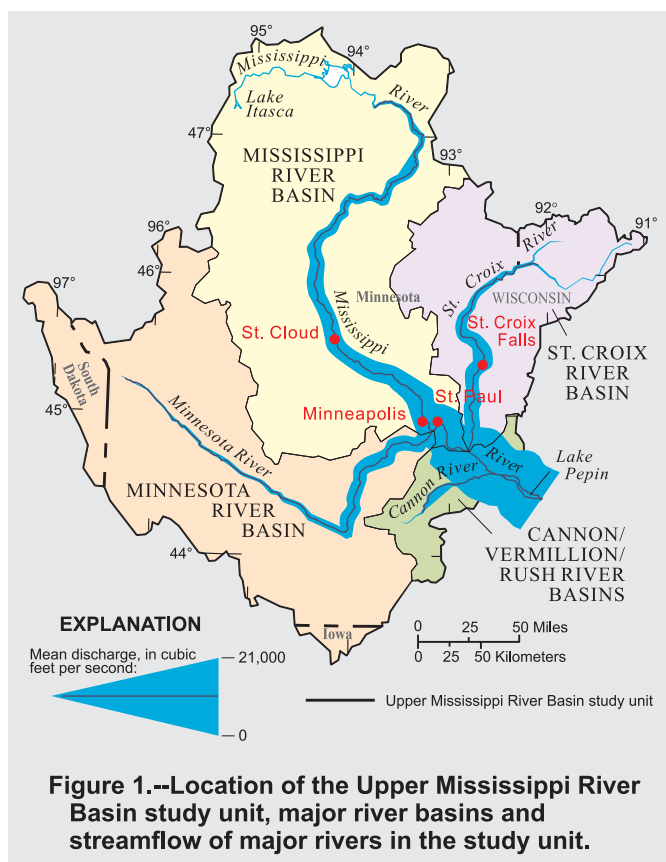 95°
94°
Mississippi
River
Lake
Itasca
47°
MISSISSIPPI
RIVER
BASIN
93°
92°
91°
96°
46°
97°
River
St. Croix
WISCONSIN
Minnesota
Mississippi
St. Cloud
St. Croix
Falls
ST. CROIX
RIVER
BASIN
South
Dakota
45°
St. Paul
Minneapolis
Minnesota River
River
Lake
Pepin
Cannon River
MINNESOTA
RIVER
BASIN
CANNON/
VERMILLION/
RUSH RIVER
BASINS
44°
Iowa
EXPLANATION
Mean discharge, in cubic
feet per second:
21,000
0
0 25 50 Miles
0 25 50 Kilometers
Upper Mississippi River Basin study unit
Figure 1.--Location of the Upper Mississippi River
Basin study unit, major river basins and
streamflow of major rivers in the study unit.